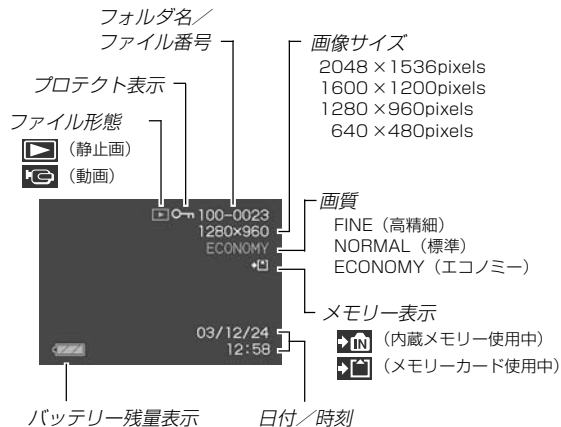 フォルダ名／
ファイル番号
画像サイズ
2048×1536pixels
1600×1200pixels
1280×960pixels
640×480pixels
プロテクト表示
ファイル形態
（静止画）
（動画）
100-0023
1280×960
ECONOMY
03/12/24
12:58
画質
FINE（高精細）
NORMAL（標準）
ECONOMY（エコノミー）
メモリー表示
IN（内蔵メモリー使用中）
（メモリーカード使用中）
バッテリー残量表示
日付／時刻